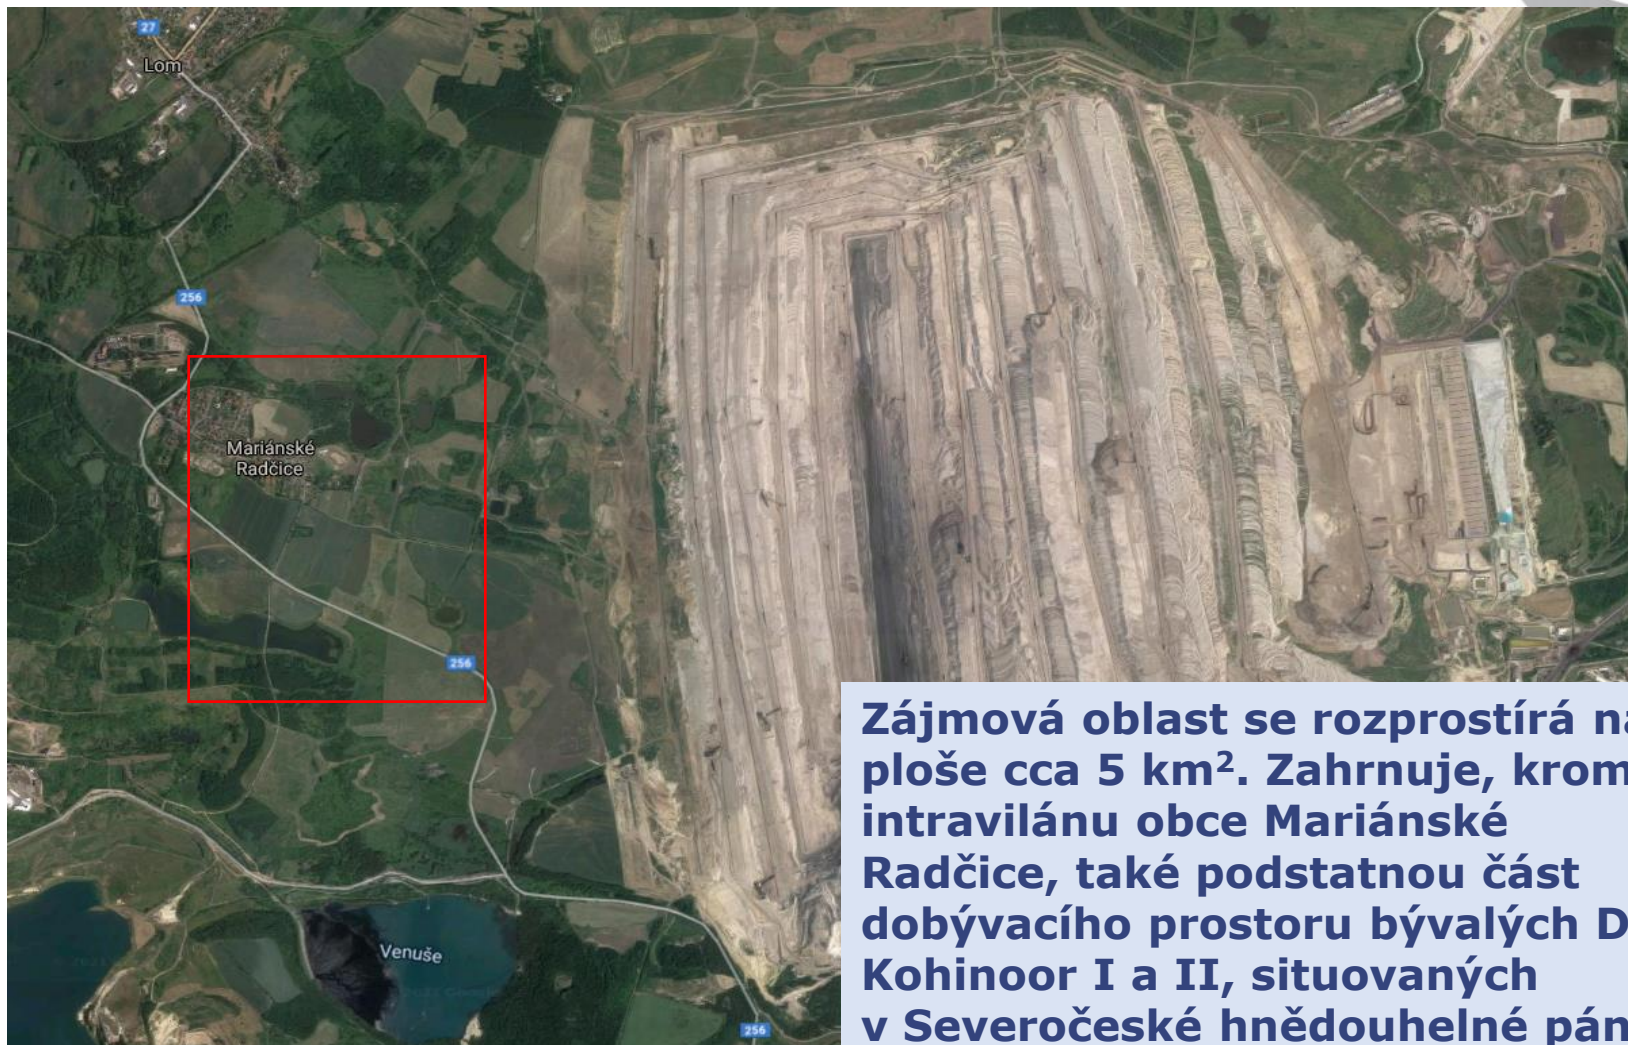 27
Lom
256
Mariánské
Radčice
256
Venuše
256
Zájmová oblast se rozprostírá na
ploše cca 5 km². Zahrnuje, krom
intravilánu obce Mariánské
Radčice, také podstatnou část
dobývacího prostoru bývalých D
Kohinoor I a II, situovaných
v Severočeské hnědouhelné pán